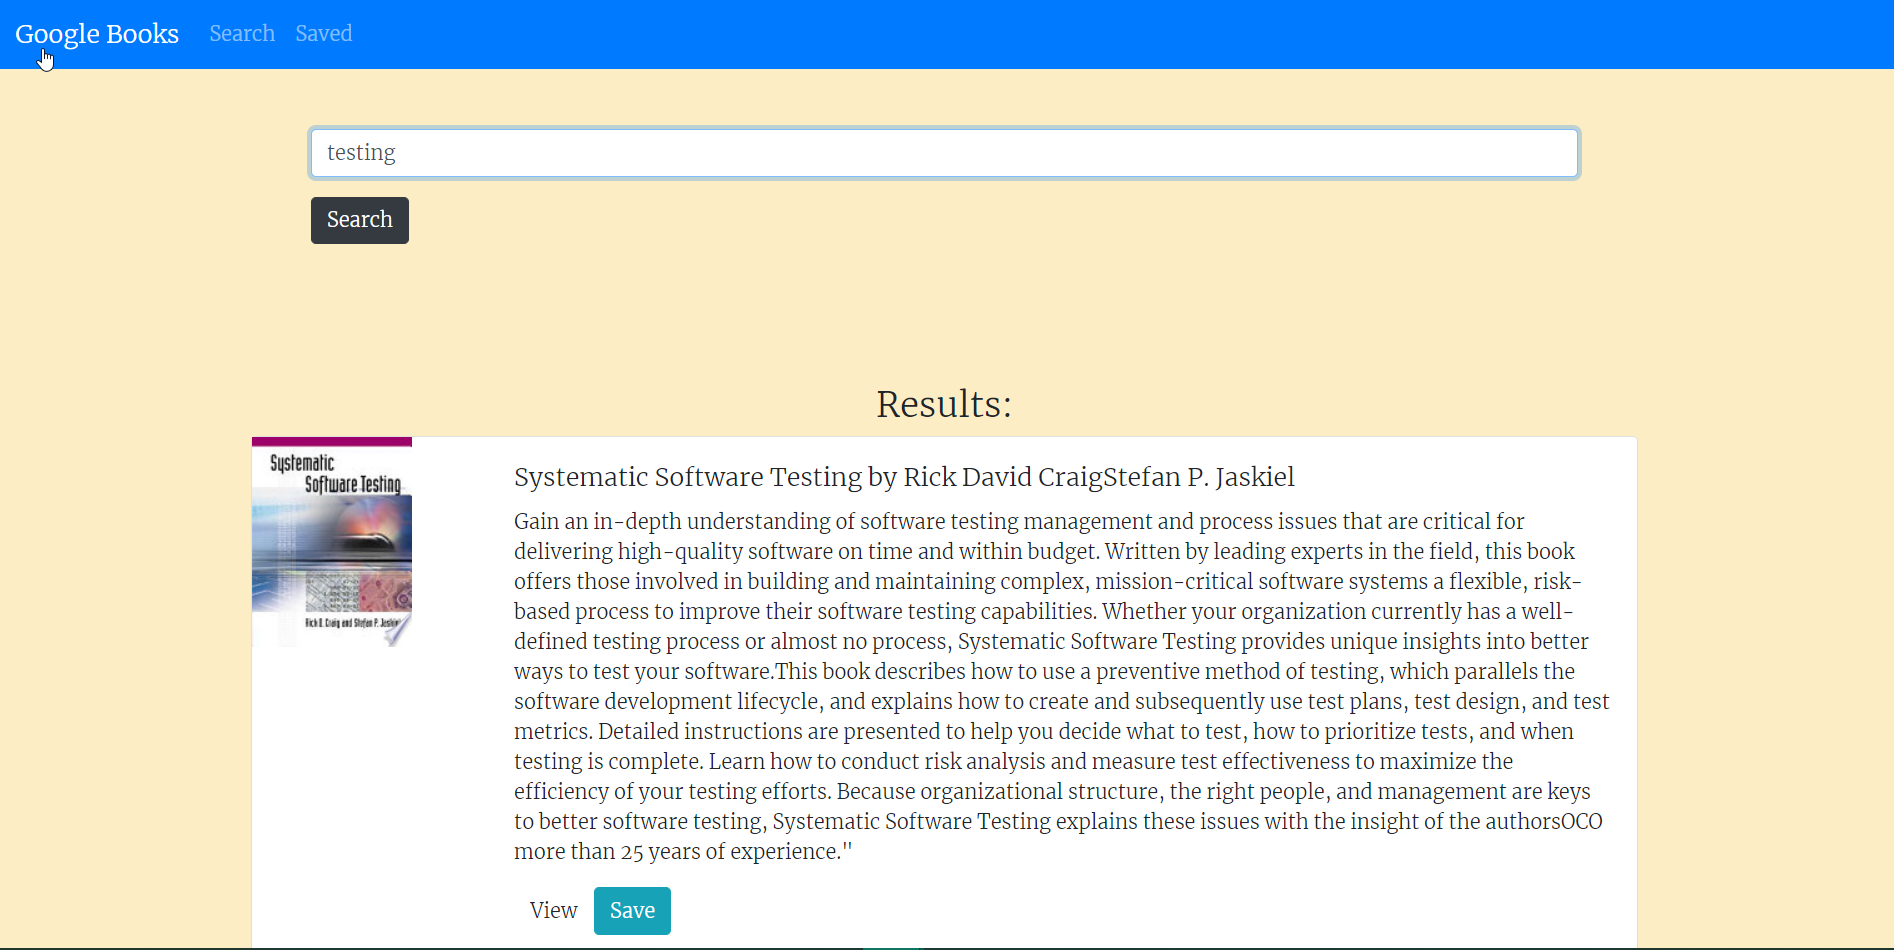 Google Books Search Saved
testing
Search
Results:
Systematic
Software Testing
Rick D. Craig and Stefan P. Jaskiel
Systematic Software Testing by Rick David CraigStefan P. Jaskiel
Gain an in-depth understanding of software testing management and process issues that are critical for
delivering high-quality software on time and within budget. Written by leading experts in the field, this book
offers those involved in building and maintaining complex, mission-critical software systems a flexible, risk-
based process to improve their software testing capabilities. Whether your organization currently has a well-
defined testing process or almost no process, Systematic Software Testing provides unique insights into better
ways to test your software.This book describes how to use a preventive method of testing, which parallels the
software development lifecycle, and explains how to create and subsequently use test plans, test design, and test
metrics. Detailed instructions are presented to help you decide what to test, how to prioritize tests, and when
testing is complete. Learn how to conduct risk analysis and measure test effectiveness to maximize the
efficiency of your testing efforts. Because organizational structure, the right people, and management are keys
to better software testing, Systematic Software Testing explains these issues with the insight of the authorsOCO
more than 25 years of experience."
View Save